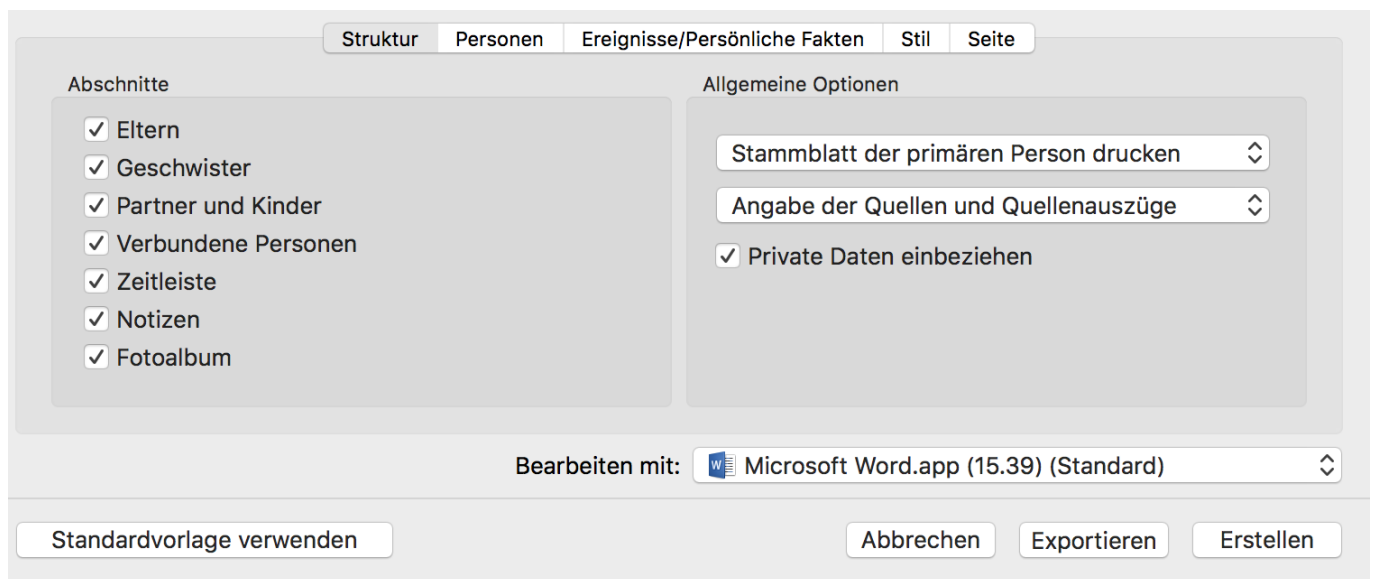 Struktur Personen Ereignisse/Persönliche Fakten Stil Seite
Abschnitte
Eltern
Geschwister
Partner und Kinder
Verbundene Personen
Zeitleiste
Notizen
Fotoalbum
Allgemeine Optionen
Stammblatt der primären Person drucken
Angabe der Quellen und Quellenauszüge
Private Daten einbeziehen
Bearbeiten mit: Microsoft Word.app (15.39) (Standard)
Standardvorlage verwenden Abbrechen Exportieren Erstellen